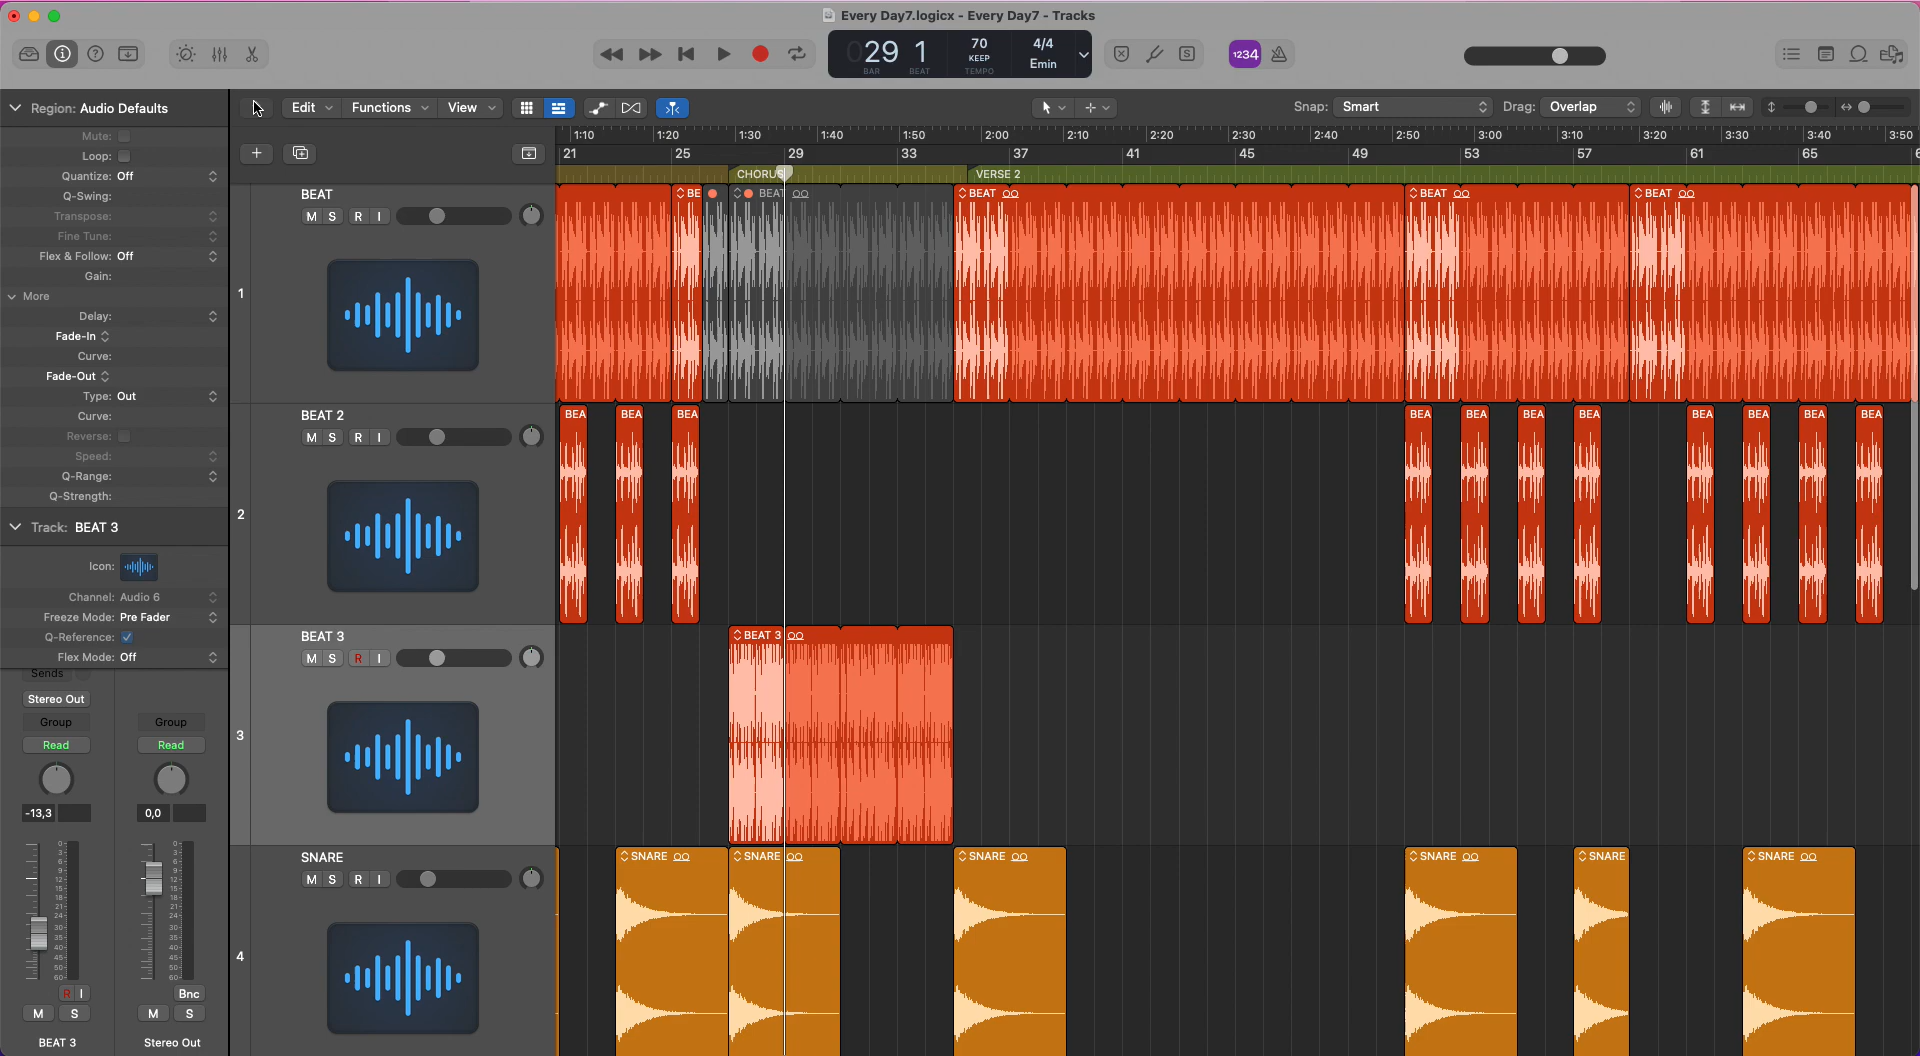 Every Day7.logicx - Every Day7 - Tracks
29 1
BAR BEAT
70
KEEP
TEMPO
4/4
Emin
S
1234
Region: Audio Defaults
Edit
Functions
View
Snap: Smart
Drag: Overlap
Mute:
Loop:
Quantize: Off
Q-Swing:
Transpose:
Fine Tune:
Flex & Follow: Off
Gain:
More
Delay:
Fade-In
Curve:
Fade-Out
Type: Out
Curve:
Reverse:
Speed:
Q-Range:
Q-Strength:
Track: BEAT 3
Icon:
Channel: Audio 6
Freeze Mode: Pre Fader
Q-Reference:
Flex Mode: Off
Sends
Stereo Out
Group Group
Read Read
-13,3 0,0
R I Bnc
M S M S
BEAT 3 Stereo Out
1:10 1:20 1:30 1:40 1:50 2:00 2:10 2:20 2:30 2:40 2:50 3:00 3:10 3:20 3:30 3:40 3:50
21 25 29 33 37 41 45 49 53 57 61 65
CHORUS VERSE 2
1
BEAT
M S R I
BE BEAT BEAT BEAT BEAT
2
BEAT 2
M S R I
BEA BEA BEA BEA BEA BEA BEA BEA BEA BEA BEA
3
BEAT 3
M S R I
BEAT 3
4
SNARE
M S R I
SNARE SNARE SNARE SNARE SNARE SNARE